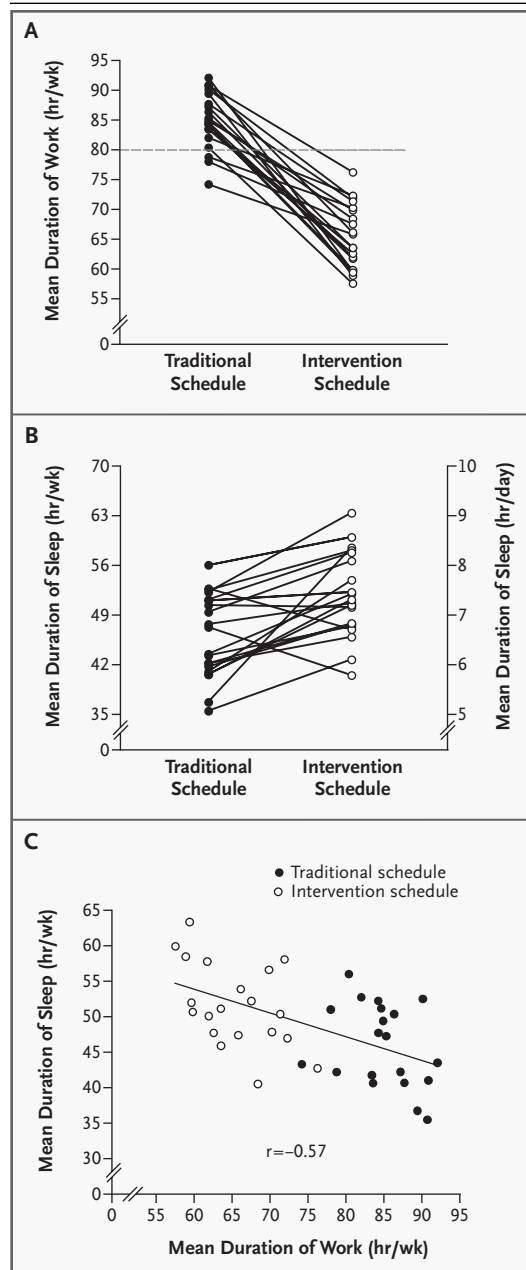 A
Mean Duration of Work (hr/wk)
95
90
85
80
75
70
65
60
55
0
Traditional
Schedule
Intervention
Schedule
B
Mean Duration of Sleep (hr/wk)
70
63
56
49
42
35
0
10
9
8
7
6
5
Mean Duration of Sleep (hr/day)
Traditional
Schedule
Intervention
Schedule
C
Traditional schedule
Intervention schedule
Mean Duration of Sleep (hr/wk)
65
60
55
50
45
40
35
30
0
r=–0.57
0 55 60 65 70 75 80 85 90 95
Mean Duration of Work (hr/wk)